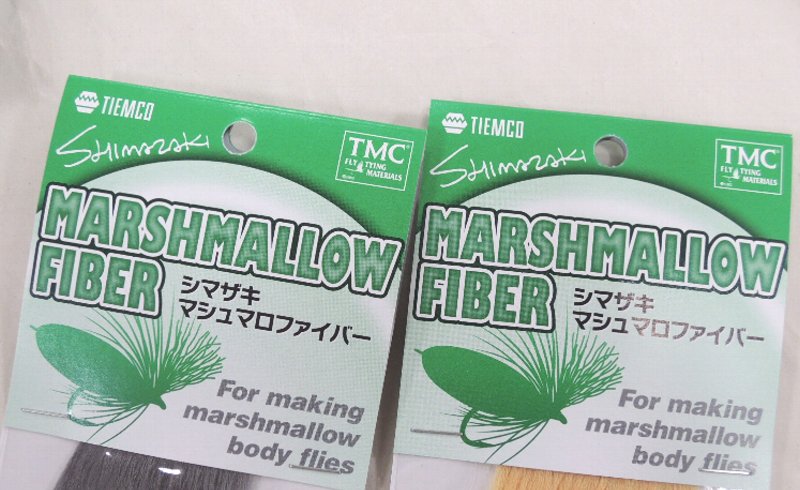 TIEMCO
SHIMAZAKI
TMC
FLY TYING
MATERIALS
MARSHMALLOW
FIBER
シマザキ
マシュマロファイバー
For making
marshmallow
body flies
TIEMCO
SHIMAZAKI
TMC
FLY TYING
MATERIALS
MARSHMALLOW
FIBER
シマザキ
マシュマロファイバー
For making
marshmallow
body flies